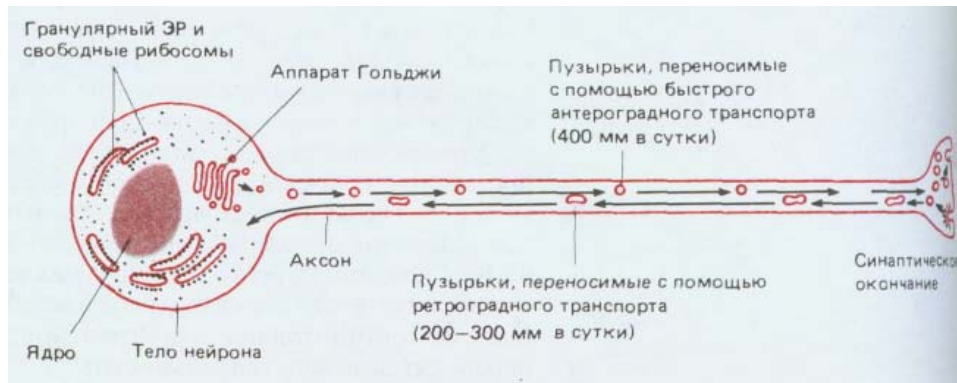 Гранулярный ЭР и
свободные рибосомы
Аппарат Гольджи
Пузырьки, переносимые
с помощью быстрого
антероградного транспорта
(400 мм в сутки)
Аксон
Синаптическо
окончание
Пузырьки, переносимые с помощью
ретроградного транспорта
(200—300 мм в сутки)
Ядро
Тело нейрона